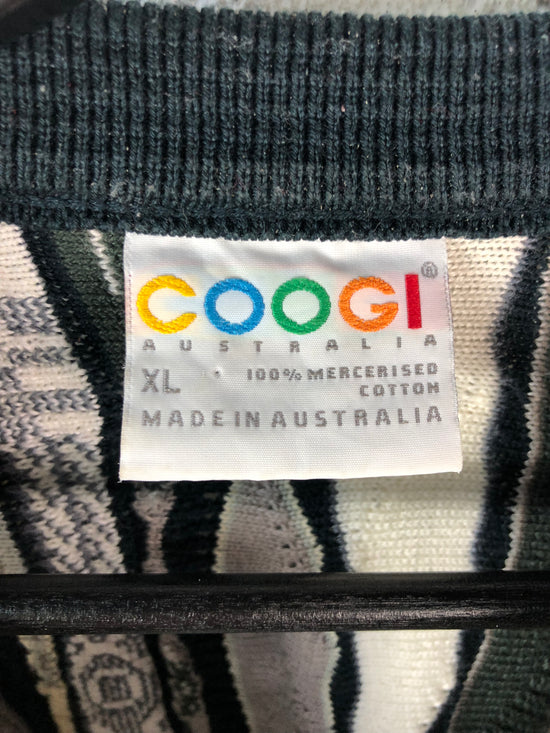 COOGI®
AUSTRALIA
XL 100% MERCERISED
COTTON
MADE IN AUSTRALIA